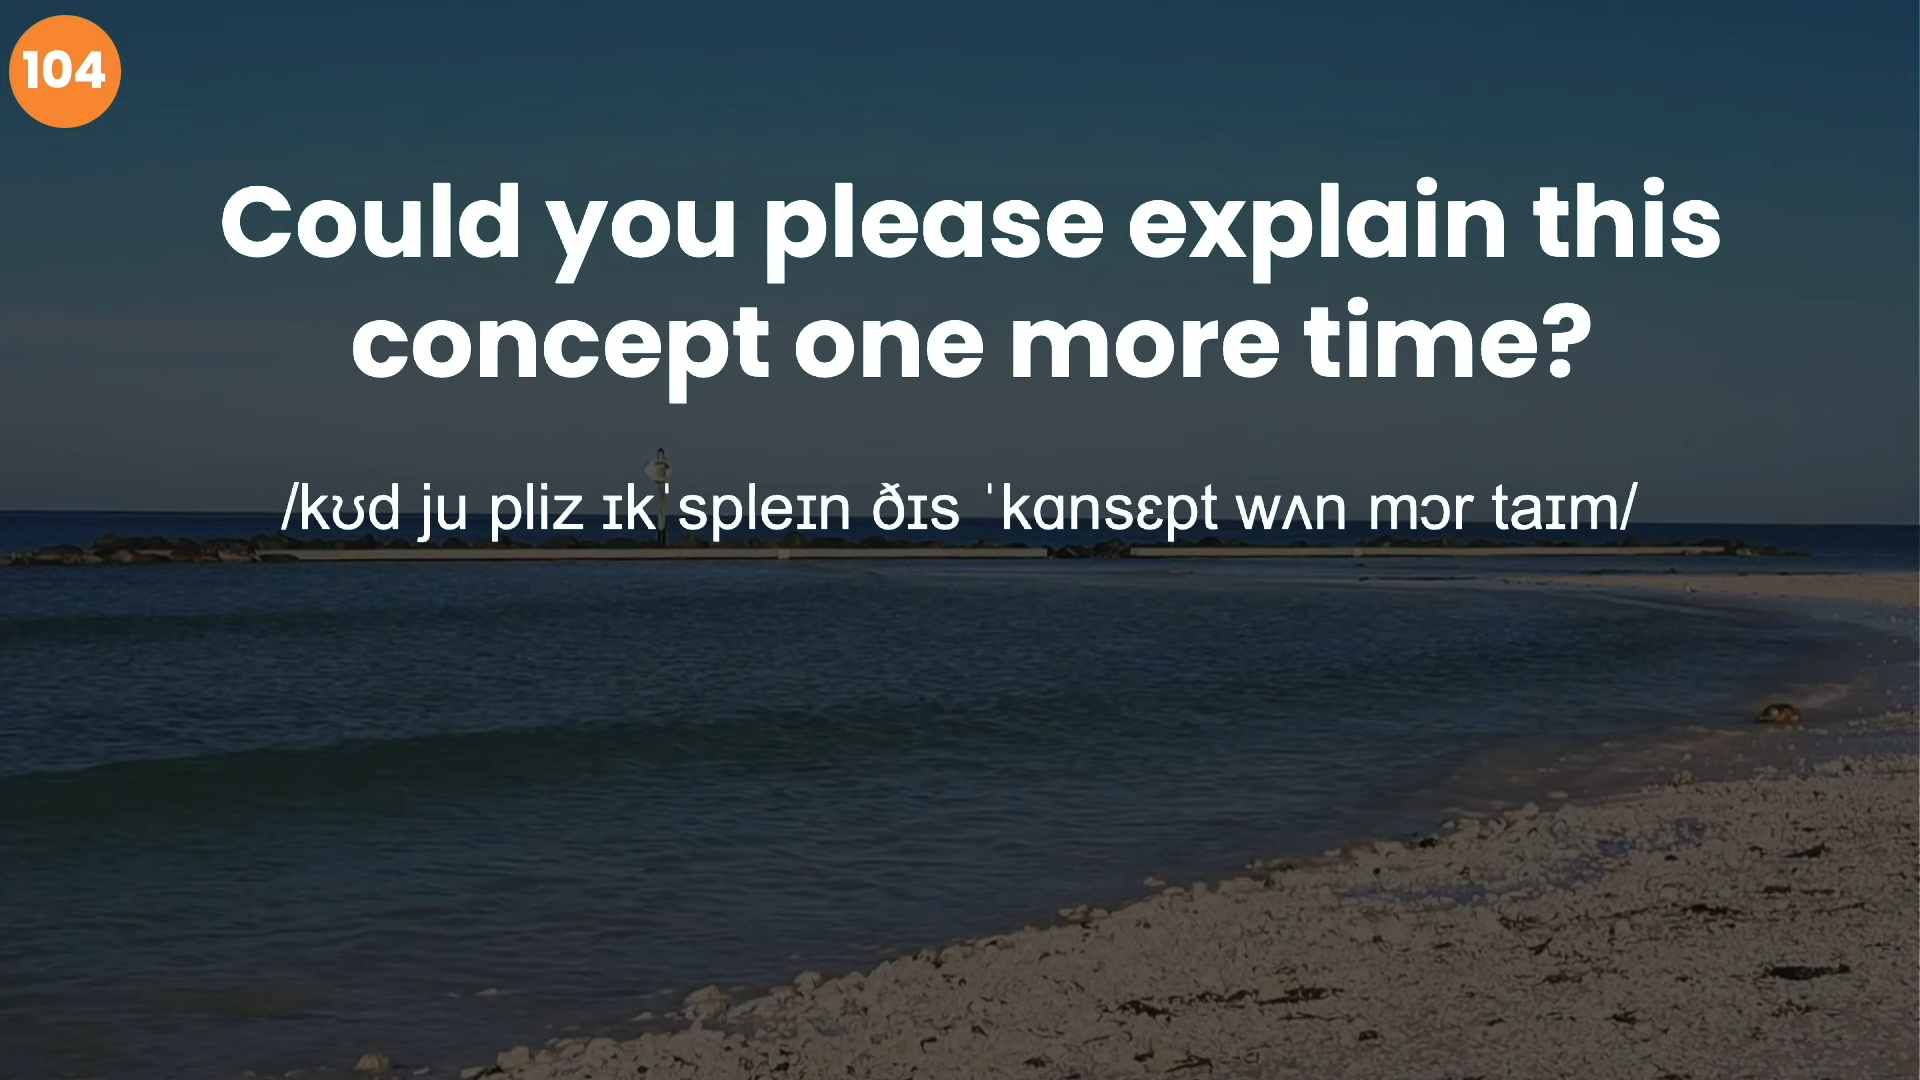 104
Could you please explain this
concept one more time?
/kʊd ju pliz ɪkˈspleɪn ðɪs ˈkɑnsɛpt wʌn mɔr taɪm/